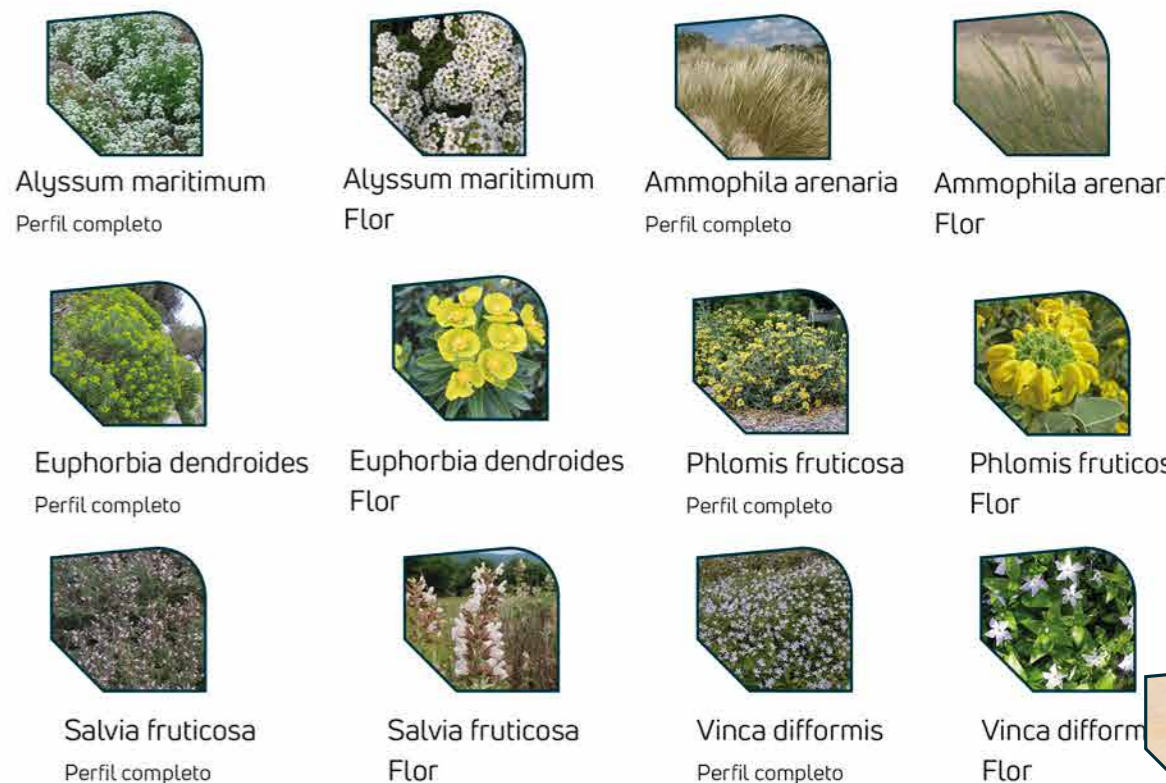 Alyssum maritimum
Perfil completo
Alyssum maritimum
Flor
Ammophila arenaria
Perfil completo
Ammophila arenar
Flor
Euphorbia dendroides
Perfil completo
Euphorbia dendroides
Flor
Phlomis fruticosa
Perfil completo
Phlomis fruticos
Flor
Salvia fruticosa
Perfil completo
Salvia fruticosa
Flor
Vinca difformis
Perfil completo
Vinca difform
Flor